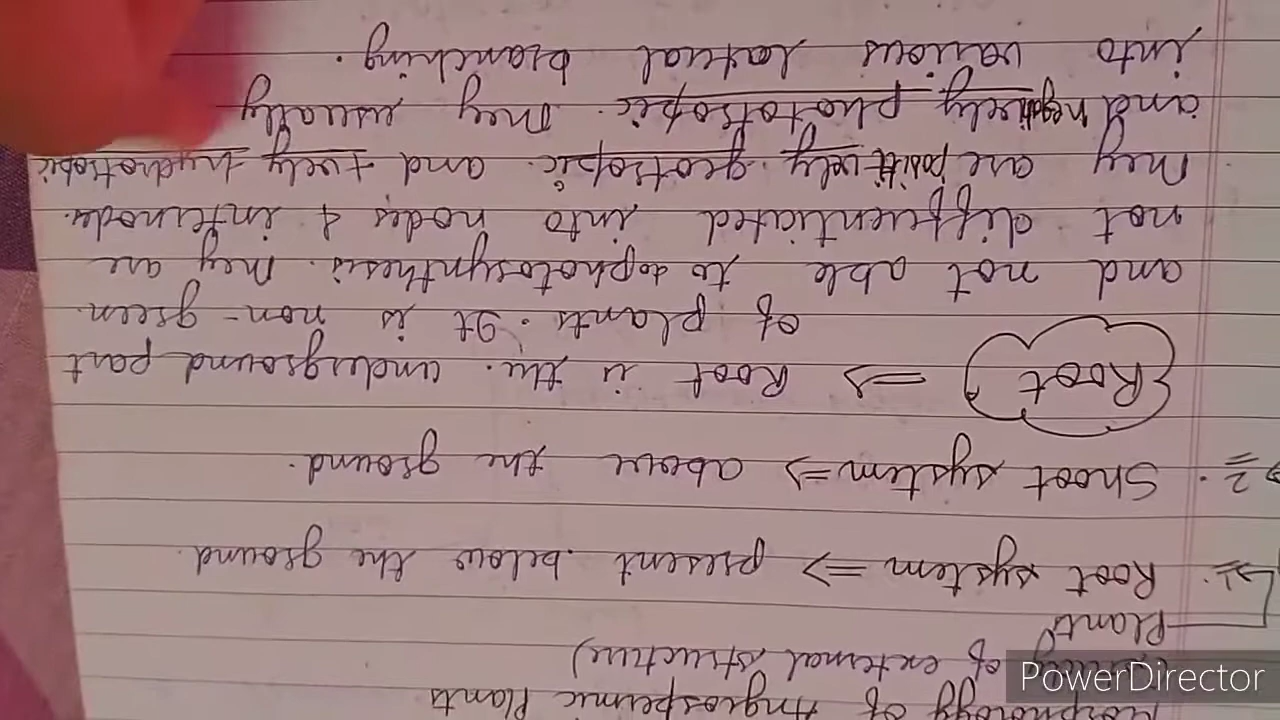 Morphology of Angiospermic Plants
of external structure)
Plant
1. Root system ⇒ present below the ground
2. Shoot system ⇒ above the ground.
Root ⇒ Root is the underground part
of plants. It is non-green
and not able to do photosynthesis. They are
not differentiated into nodes & internodes.
They are positively geotropic and +vely hydrotropic
and negatively phototropic. They usually
into various lateral branching.
PowerDirector